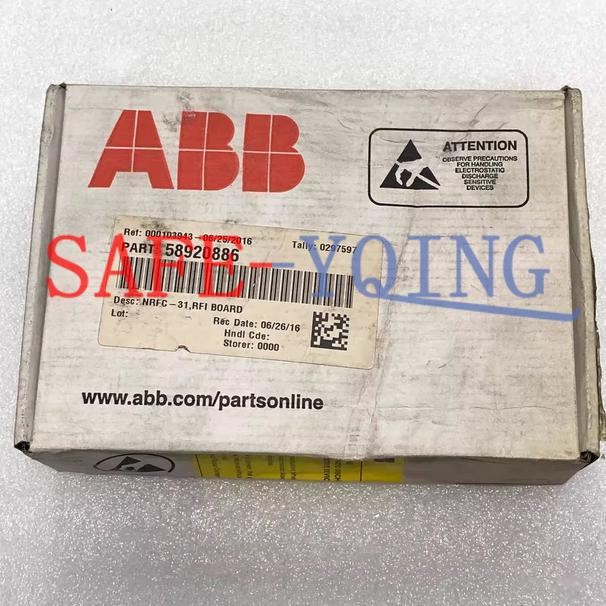 ABB
ATTENTION
OBSERVE PRECAUTIONS
FOR HANDLING
ELECTROSTATIC
DISCHARGE
SENSITIVE
DEVICES
Ref: 000103943-06/25/2016
Tally: 0297597
PART: 58920886
SAFE-YQING
Desc: NRFC-31,RFI BOARD
Lot:
Rec Date: 06/26/16
Hndl Cde:
Storer: 0000
www.abb.com/partsonline